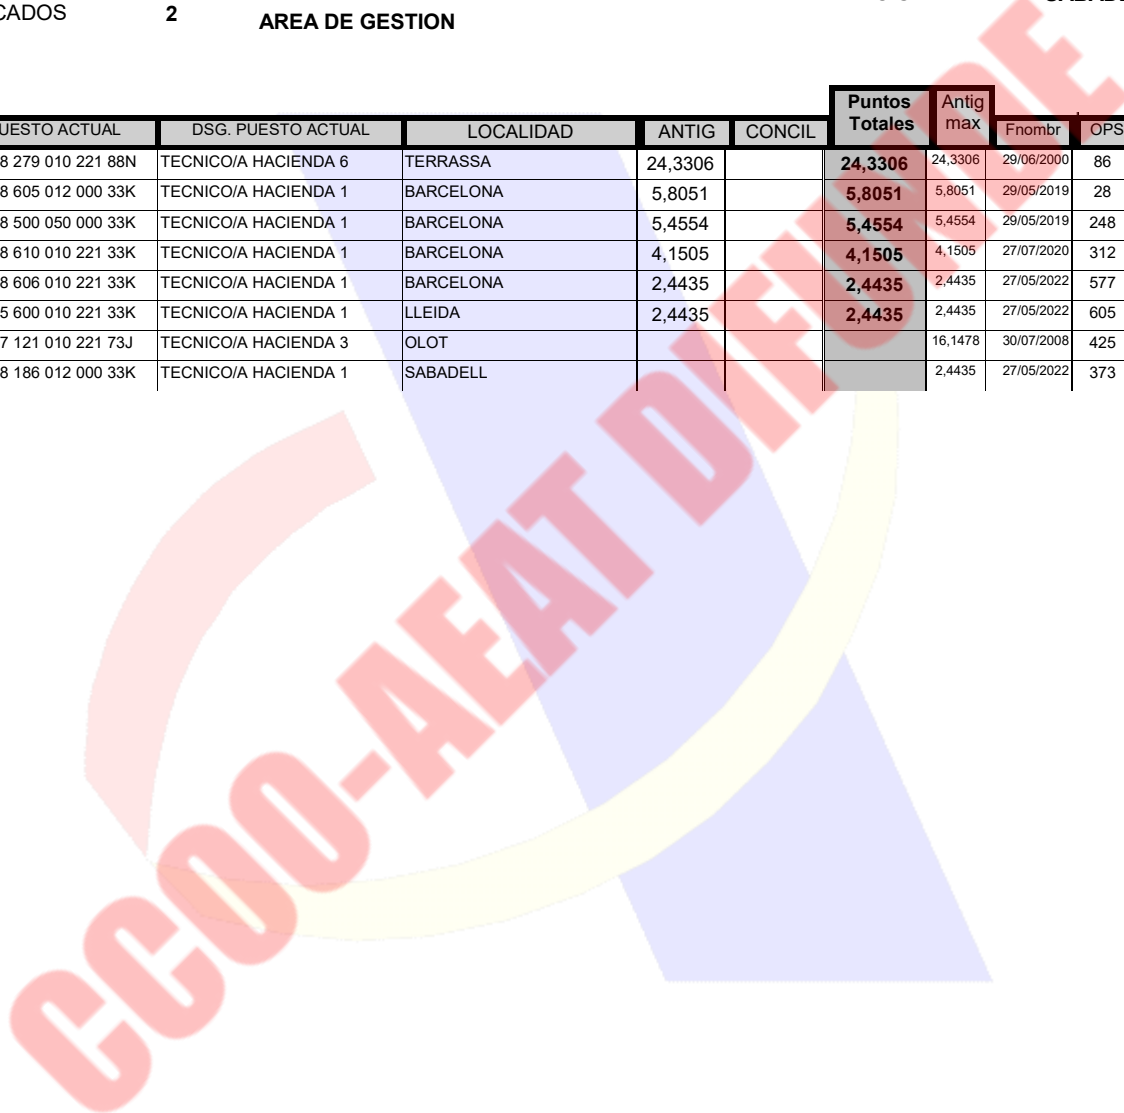 CADOS 2 AREA DE GESTION
UESTO ACTUAL DSG. PUESTO ACTUAL LOCALIDAD ANTIG CONCIL Puntos Totales Antig max Fnombr OPS
8 279 010 221 88N TECNICO/A HACIENDA 6 TERRASSA 24,3306 24,3306 24,3306 29/06/2000 86
8 605 012 000 33K TECNICO/A HACIENDA 1 BARCELONA 5,8051 5,8051 5,8051 29/05/2019 28
8 500 050 000 33K TECNICO/A HACIENDA 1 BARCELONA 5,4554 5,4554 5,4554 29/05/2019 248
8 610 010 221 33K TECNICO/A HACIENDA 1 BARCELONA 4,1505 4,1505 4,1505 27/07/2020 312
8 606 010 221 33K TECNICO/A HACIENDA 1 BARCELONA 2,4435 2,4435 2,4435 27/05/2022 577
5 600 010 221 33K TECNICO/A HACIENDA 1 LLEIDA 2,4435 2,4435 2,4435 27/05/2022 605
7 121 010 221 73J TECNICO/A HACIENDA 3 OLOT 16,1478 30/07/2008 425
8 186 012 000 33K TECNICO/A HACIENDA 1 SABADELL 2,4435 27/05/2022 373
CCOO-AEAT DIFUNDE